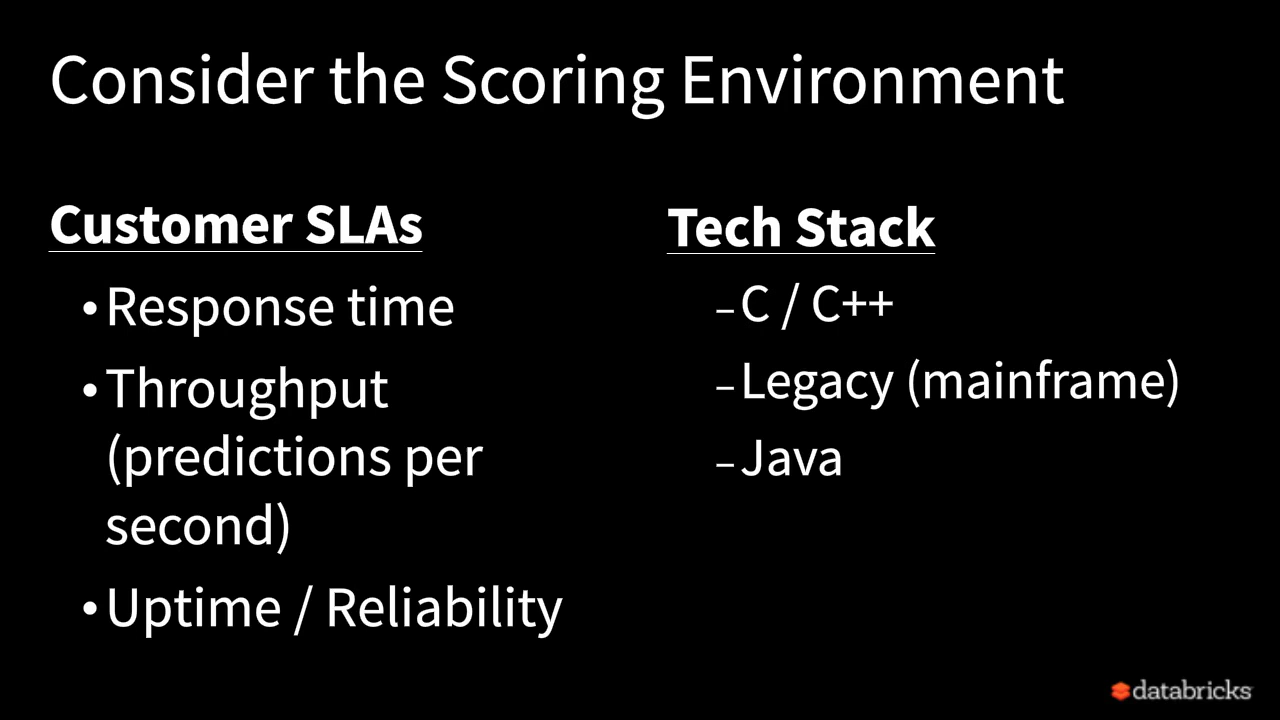 Consider the Scoring Environment
Customer SLAs
•Response time
•Throughput
(predictions per
second)
•Uptime / Reliability
Tech Stack
–C / C++
–Legacy (mainframe)
–Java
databricks